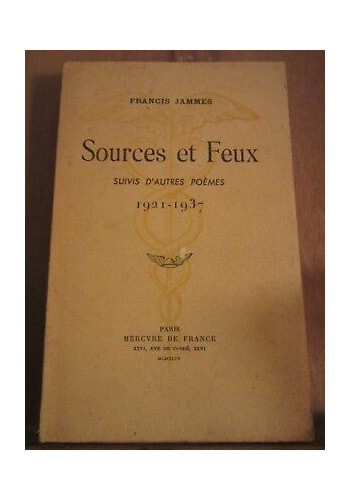 FRANCIS JAMMES
Sources et Feux
SUIVIS D'AUTRES POÈMES
1921-1937
PARIS
MERCVRE DE FRANCE
XXVI, RVE DE CONDÉ, XXVI